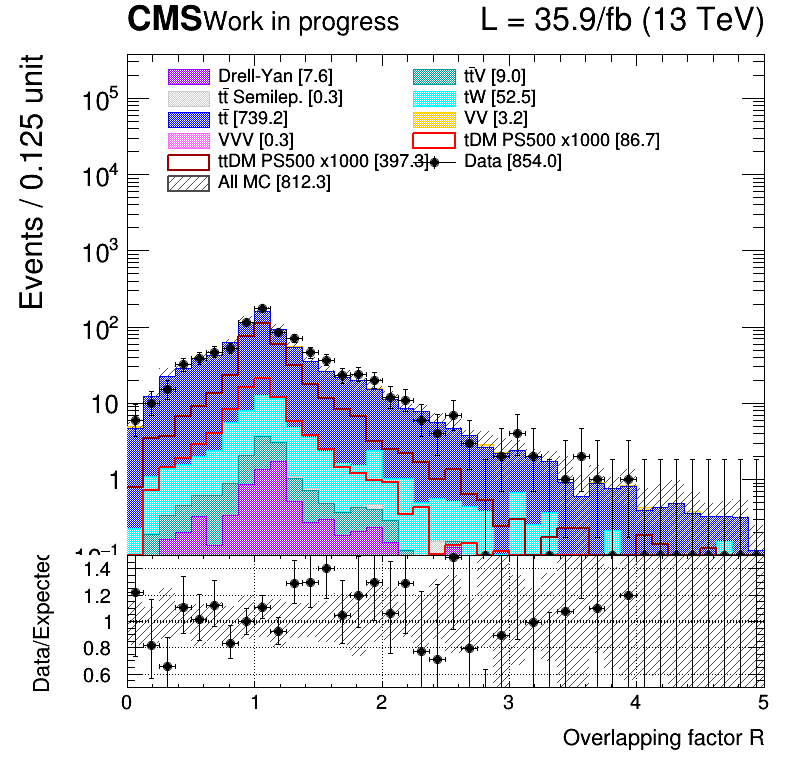 CMS Work in progress L = 35.9/fb (13 TeV)
Events / 0.125 unit
Drell-Yan [7.6] tt̄V [9.0]
tt̄ Semilep. [0.3] tW [52.5]
tt̄ [739.2] VV [3.2]
VVV [0.3] tDM PS500 x1000 [86.7]
ttDM PS500 x1000 [397.3] Data [854.0]
All MC [812.3]
10⁵
10⁴
10³
10²
10
1
10⁻¹
Data/Expected
1.4
1.2
1
0.8
0.6
0 1 2 3 4 5
Overlapping factor R